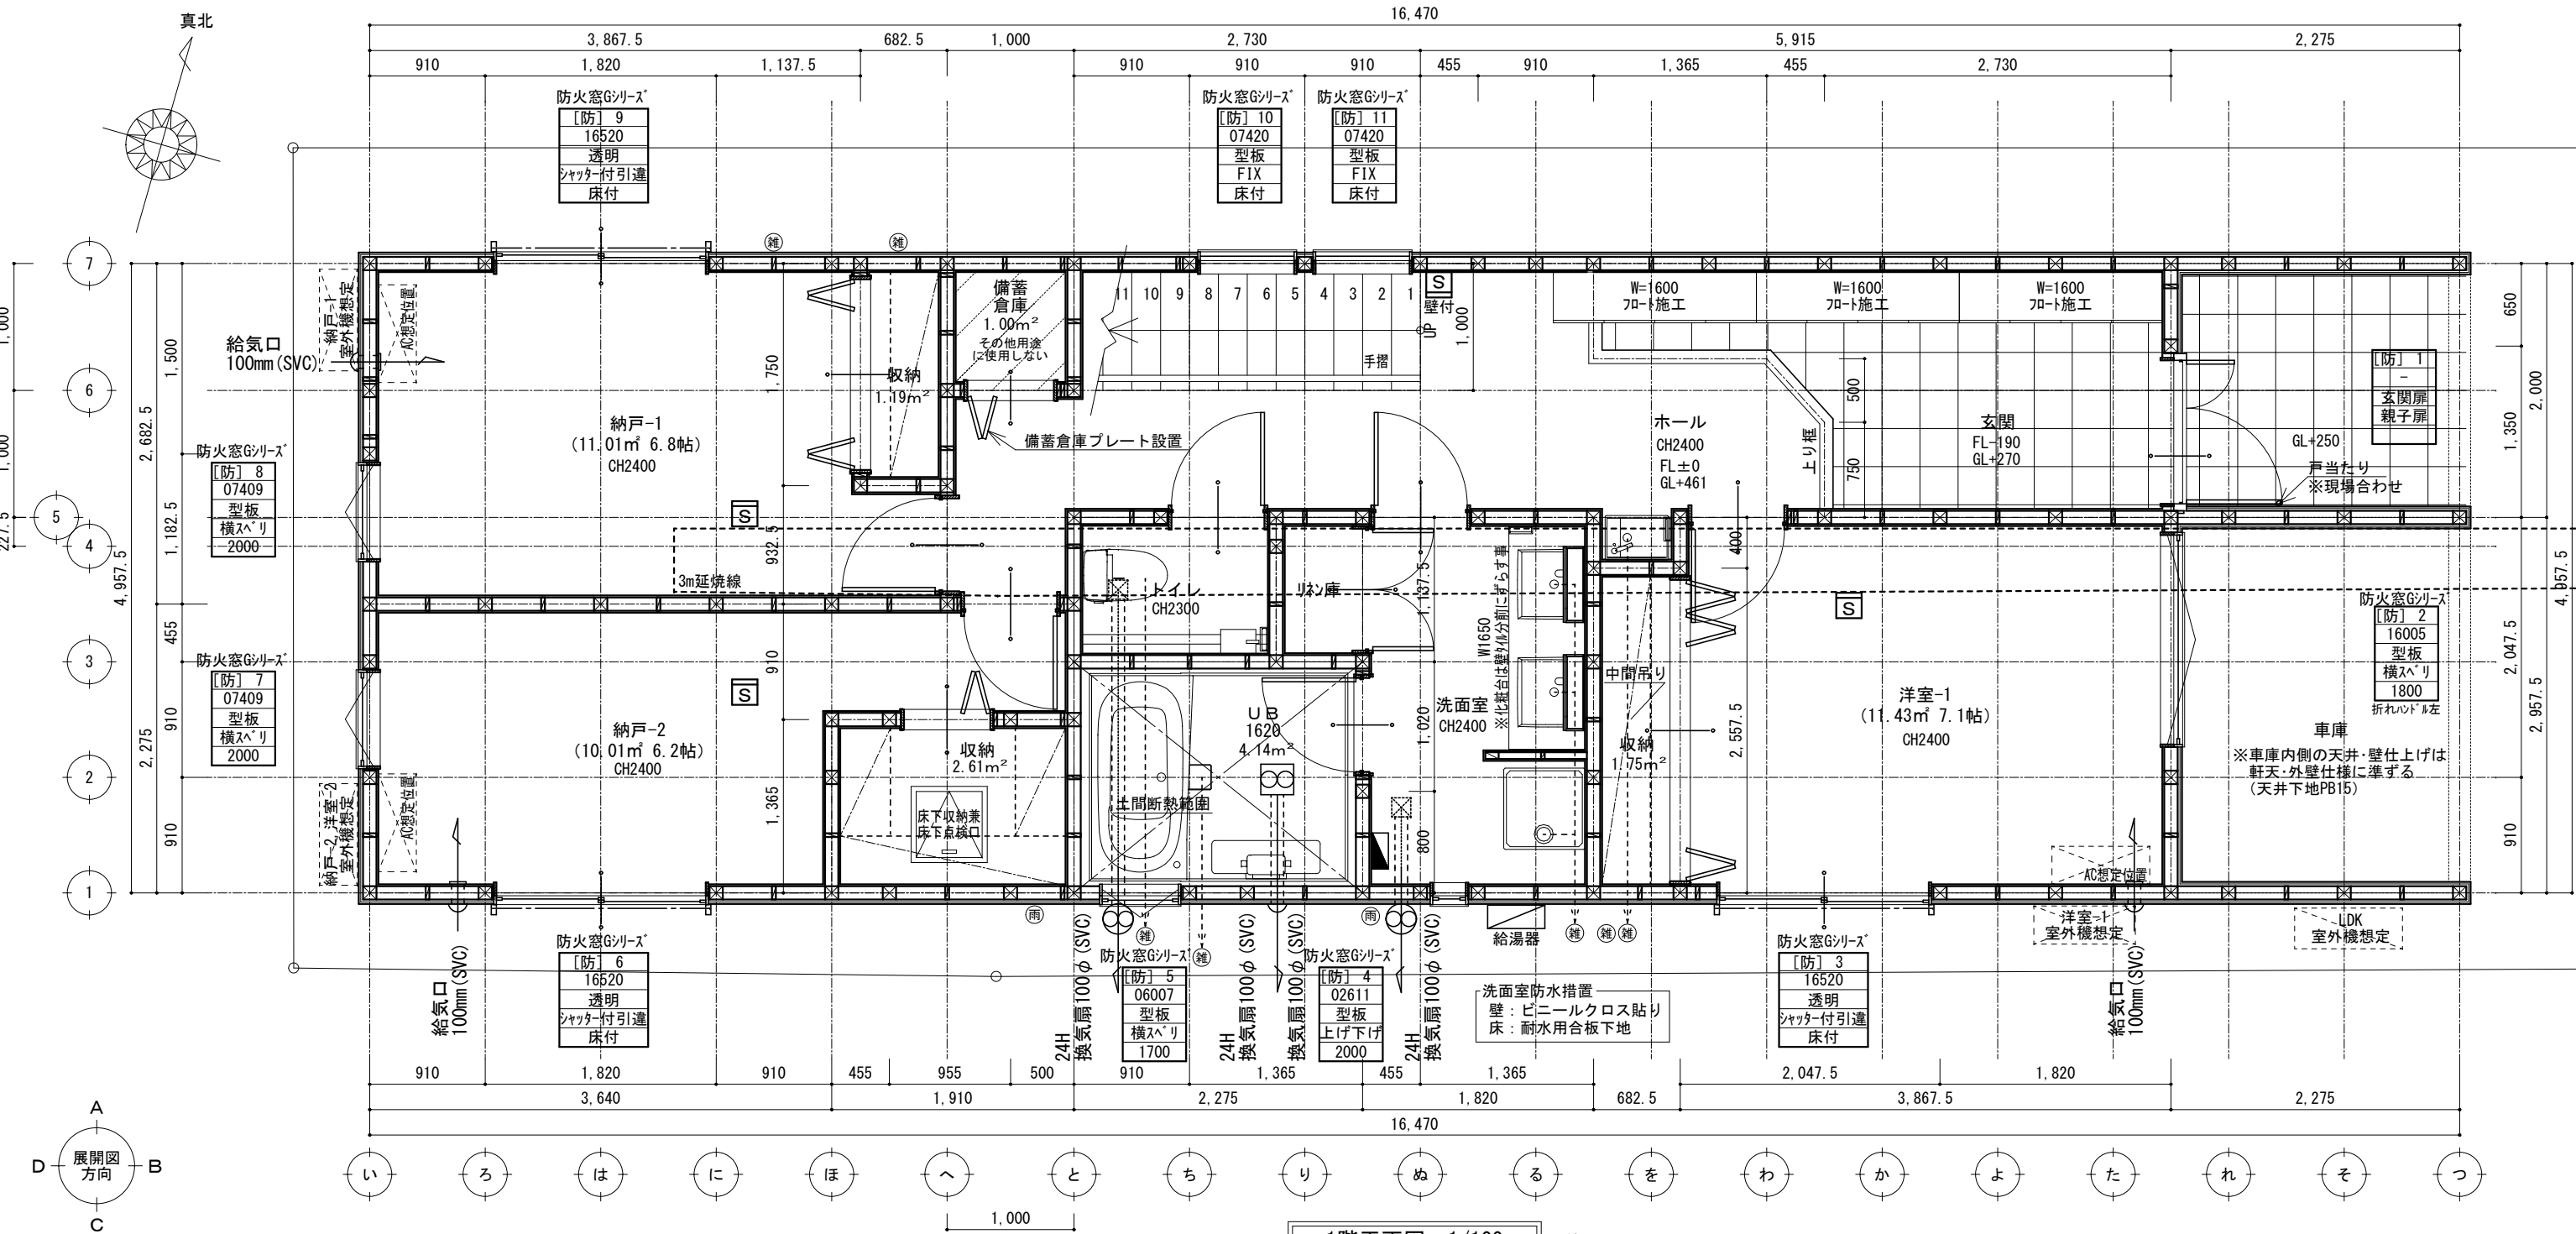 真北
16,470
3,867.5
682.5
1,000
2,730
5,915
2,275
910
1,820
1,137.5
910
910
910
455
910
1,365
455
2,730
防火窓Gｼﾘｰｽﾞ
[防] 9
16520
透明
ｼｬｯﾀｰ付引違
床付
防火窓Gｼﾘｰｽﾞ
[防] 10
07420
型板
FIX
床付
防火窓Gｼﾘｰｽﾞ
[防] 11
07420
型板
FIX
床付
7
6
5
4
3
2
1
1,000
1,000
227.5
4,957.5
1,500
2,682.5
1,182.5
455
910
2,275
910
雑
雑
納戸-1
室外機想定
AC想定位置
給気口
100mm(SVC)
防火窓Gｼﾘｰｽﾞ
[防] 8
07409
型板
横ｽﾍﾞﾘ
2000
防火窓Gｼﾘｰｽﾞ
[防] 7
07409
型板
横ｽﾍﾞﾘ
2000
納戸-1
(11.01㎡ 6.8帖)
CH2400
1,750
932.5
910
1,365
収納
1.19m²
備蓄
倉庫
1.00m²
その他用途
に使用しない
備蓄倉庫プレート設置
11 10 9 8 7 6 5 4 3 2 1
S
壁付
UP
1,000
手摺
W=1600
ﾌﾛｰﾄ施工
W=1600
ﾌﾛｰﾄ施工
W=1600
ﾌﾛｰﾄ施工
ホール
CH2400
FL±0
GL+461
上り框
500
750
玄関
FL-190
GL+270
GL+250
戸当たり
※現場合わせ
[防] 1
-
玄関扉
親子扉
650
1,350
2,000
2,047.5
910
2,957.5
4,957.5
S
3m延焼線
S
納戸-2
(10.01㎡ 6.2帖)
CH2400
納戸-2,洋室-2
室外機想定
AC想定位置
収納
2.61m²
床下収納兼
床下点検口
トイレ
CH2300
ﾘﾈﾝ庫
UB
1620
4.14m²
土間断熱範囲
洗面室
CH2400
1,137.5
1,020
800
W1650
※化粧台は壁ﾀｲﾙ分前にずらす事
400
中間吊り
収納
1.75m²
2,557.5
S
洋室-1
(11.43㎡ 7.1帖)
CH2400
AC想定位置
防火窓Gｼﾘｰｽﾞ
[防] 2
16005
型板
横ｽﾍﾞﾘ
1800
折れﾊﾝﾄﾞﾙ左
車庫
※車庫内側の天井･壁仕上げは
軒天･外壁仕様に準ずる
(天井下地PB15)
洋室-1
室外機想定
LDK
室外機想定
給気口
100mm(SVC)
防火窓Gｼﾘｰｽﾞ
[防] 6
16520
透明
ｼｬｯﾀｰ付引違
床付
雨
雑
雑
雨
雑
雑
雑
24H
換気扇100φ(SVC)
防火窓Gｼﾘｰｽﾞ
[防] 5
06007
型板
横ｽﾍﾞﾘ
1700
24H
換気扇100φ(SVC)
換気扇100φ(SVC)
防火窓Gｼﾘｰｽﾞ
[防] 4
02611
型板
上げ下げ
2000
24H
換気扇100φ(SVC)
給湯器
洗面室防水措置
壁：ビニールクロス貼り
床：耐水用合板下地
防火窓Gｼﾘｰｽﾞ
[防] 3
16520
透明
ｼｬｯﾀｰ付引違
床付
給気口
100mm(SVC)
910
1,820
910
455
955
500
910
1,365
455
1,365
2,047.5
1,820
3,640
1,910
2,275
1,820
682.5
3,867.5
2,275
16,470
A
D
展開図
方向
B
C
い ろ は に ほ へ と ち り ぬ る を わ か よ た れ そ つ
1,000
1階平面図 1/100